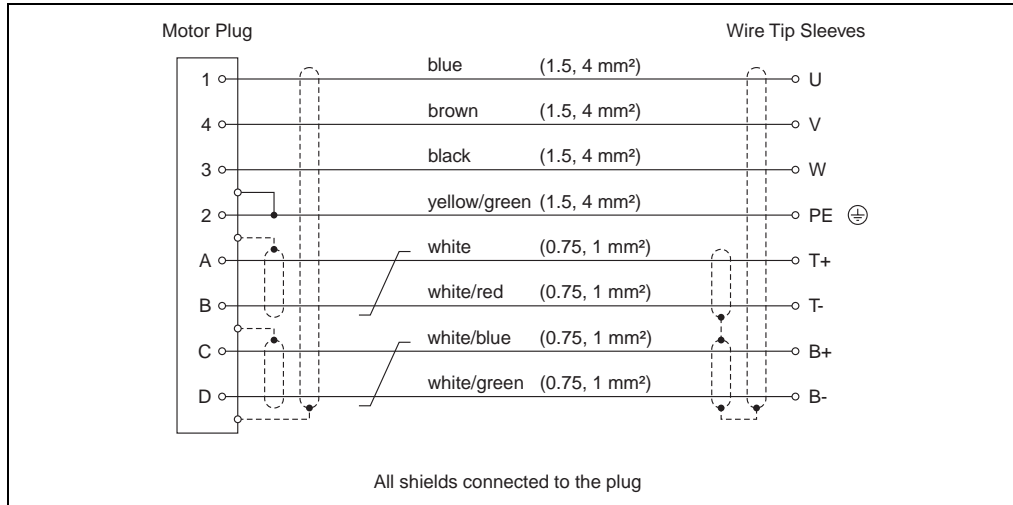 Motor Plug Wire Tip Sleeves
1 blue (1.5, 4 mm²) U
4 brown (1.5, 4 mm²) V
3 black (1.5, 4 mm²) W
2 yellow/green (1.5, 4 mm²) PE
A white (0.75, 1 mm²) T+
B white/red (0.75, 1 mm²) T-
C white/blue (0.75, 1 mm²) B+
D white/green (0.75, 1 mm²) B-
All shields connected to the plug